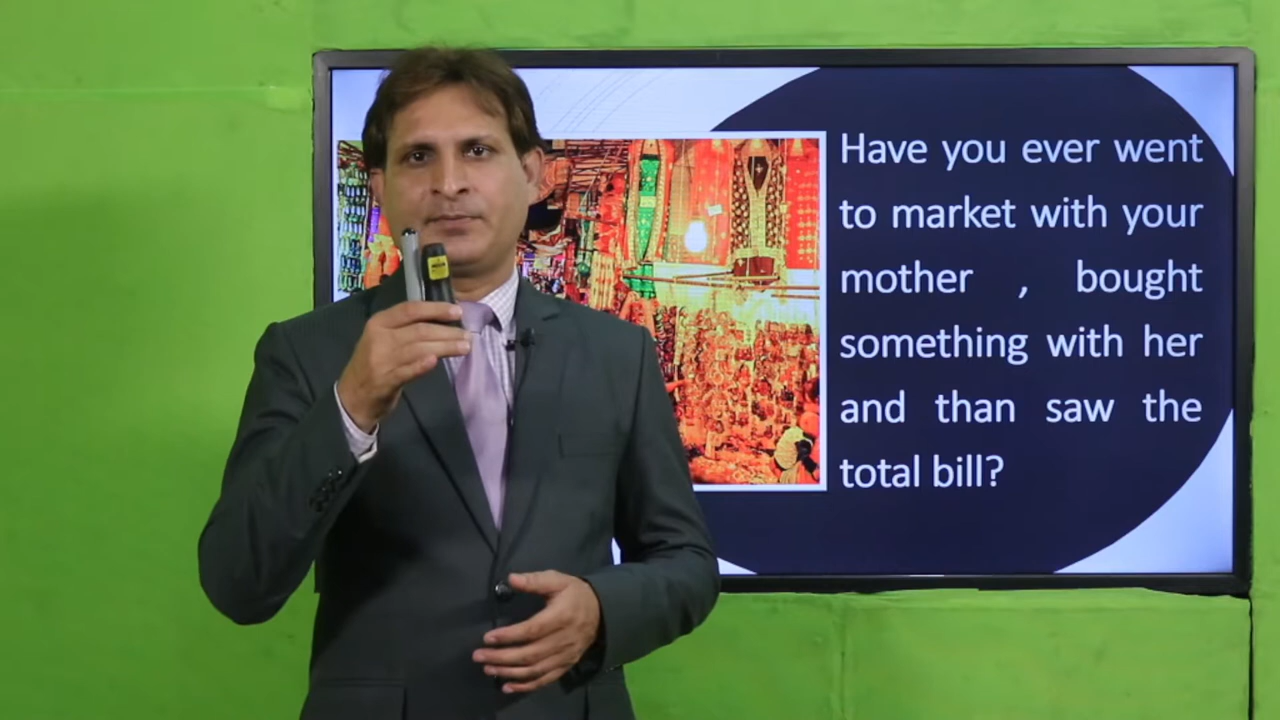 Have you ever went
to market with your
mother , bought
something with her
and than saw the
total bill?